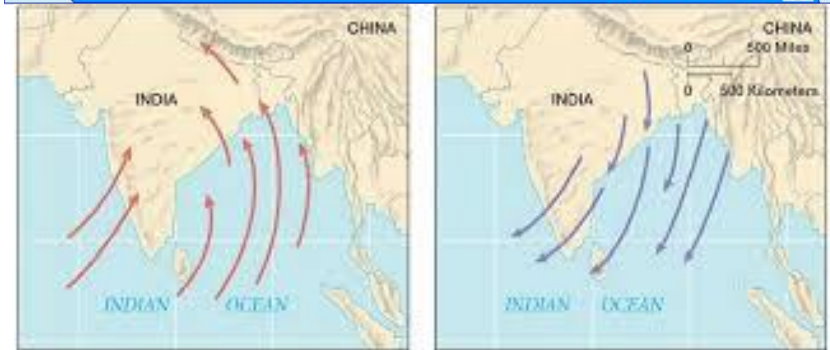 CHINA
INDIA
INDIAN OCEAN
CHINA
0 500 Miles
0 500 Kilometers
INDIA
INDIAN OCEAN